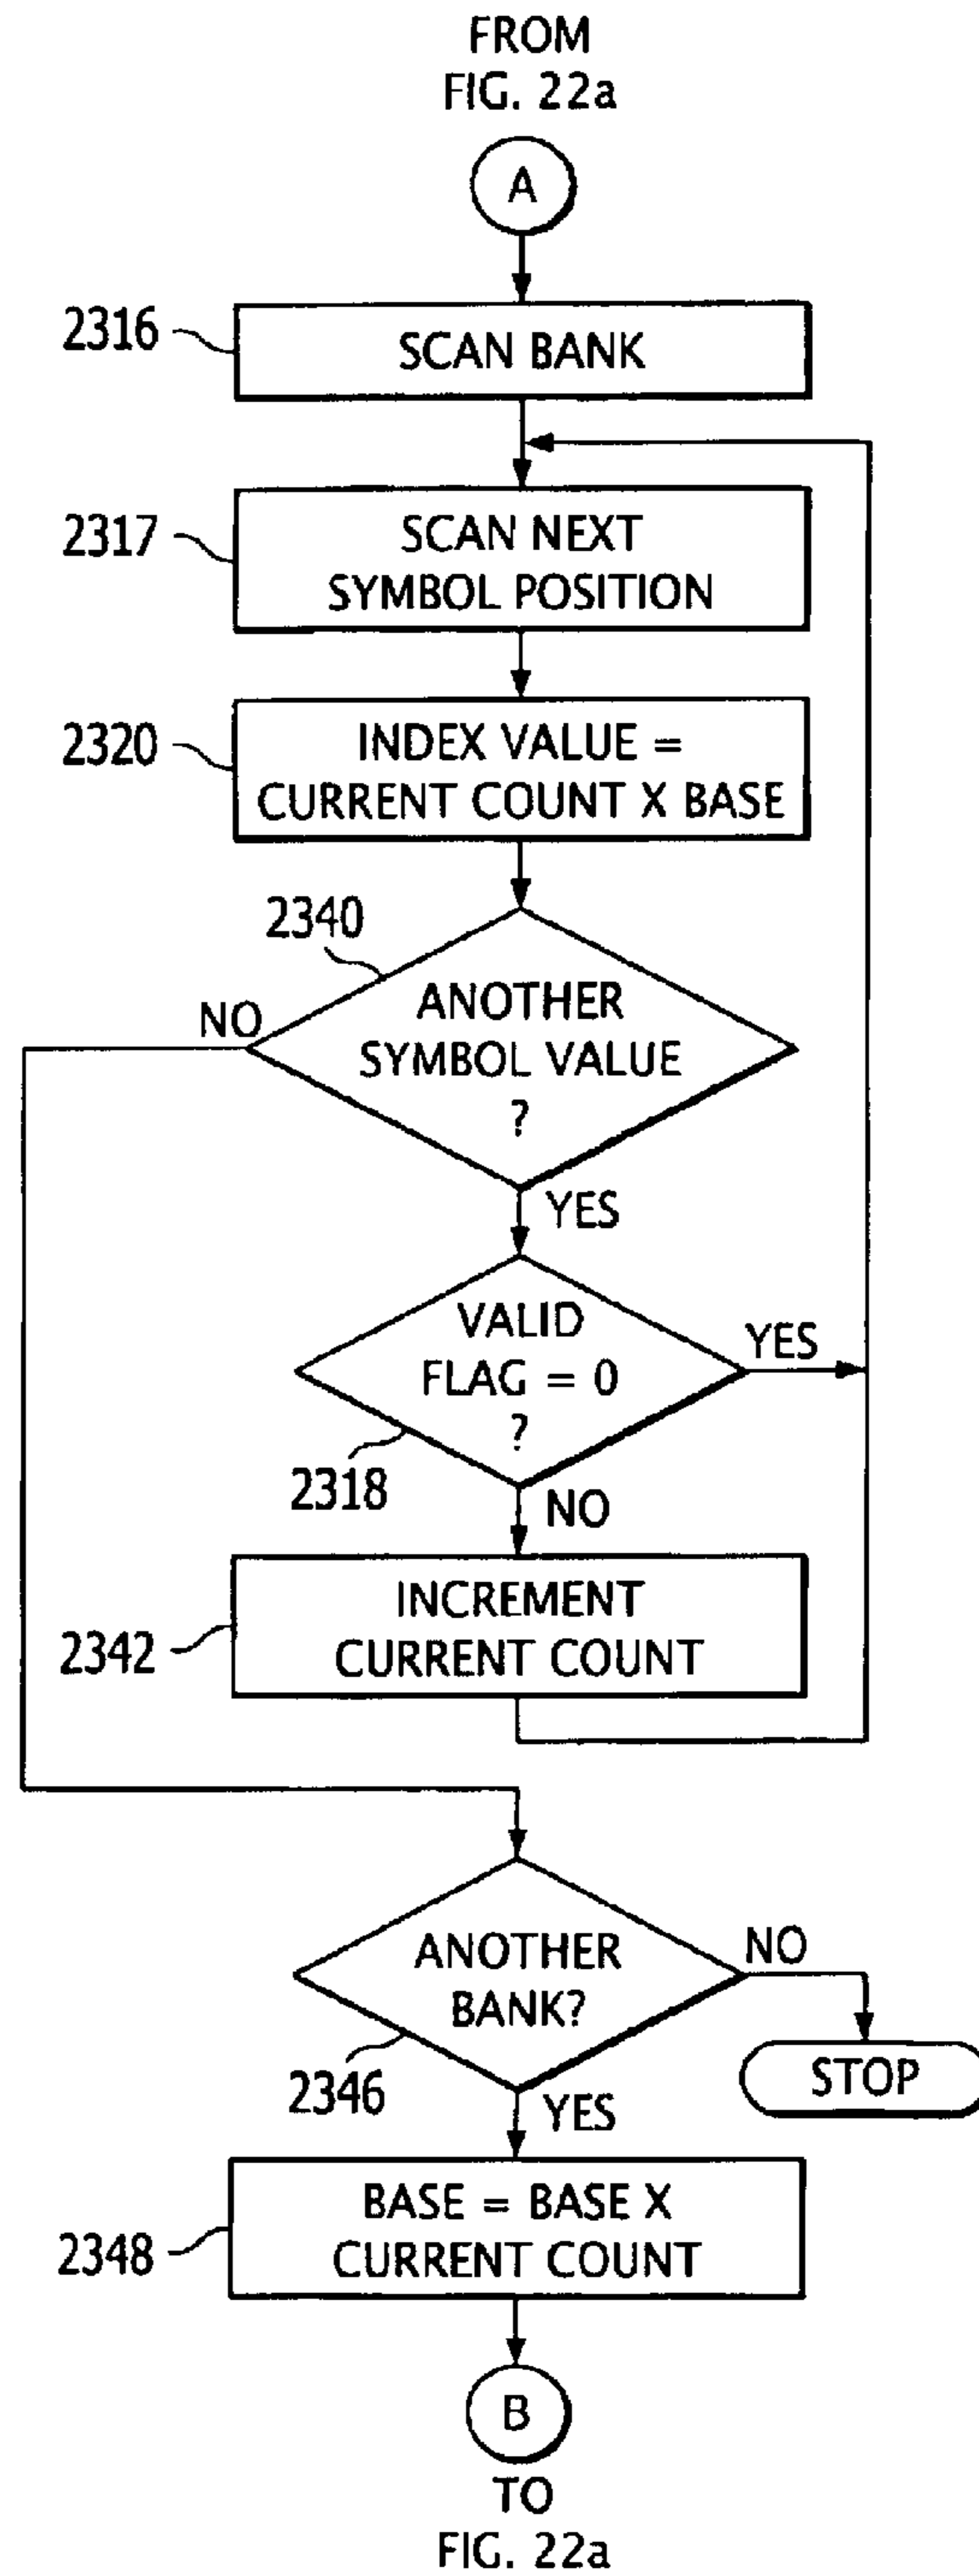 FROM
FIG. 22a
A
2316
SCAN BANK
2317
SCAN NEXT
SYMBOL POSITION
2320
INDEX VALUE =
CURRENT COUNT X BASE
2340
ANOTHER
SYMBOL VALUE
?
NO
YES
VALID
FLAG = 0
?
YES
2318
NO
2342
INCREMENT
CURRENT COUNT
ANOTHER
BANK?
NO
2346
STOP
YES
2348
BASE = BASE X
CURRENT COUNT
B
TO
FIG. 22a